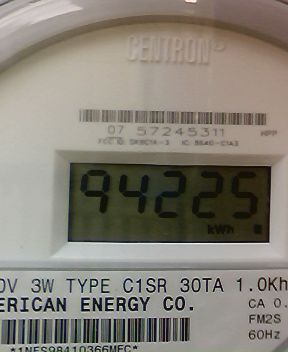 CENTRON
07 57245311
94225
kWh
0V 3W TYPE C1SR 30TA 1.0Kh
ERICAN ENERGY CO.
CA 0.
FM2S
60Hz